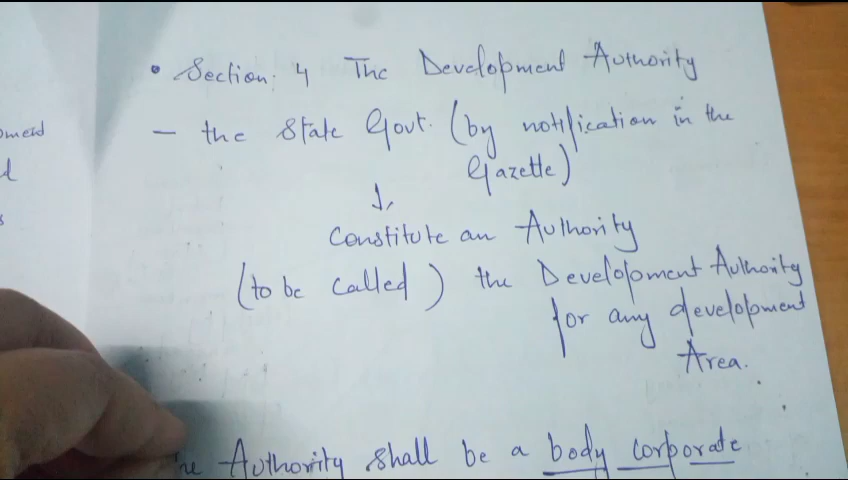 • Section: 4 The Development Authority
— the State Govt. (by notification in the
Gazette)
↓
Constitute an Authority
(to be called) the Development Authority
for any development
Area.
Authority shall be a body corporate